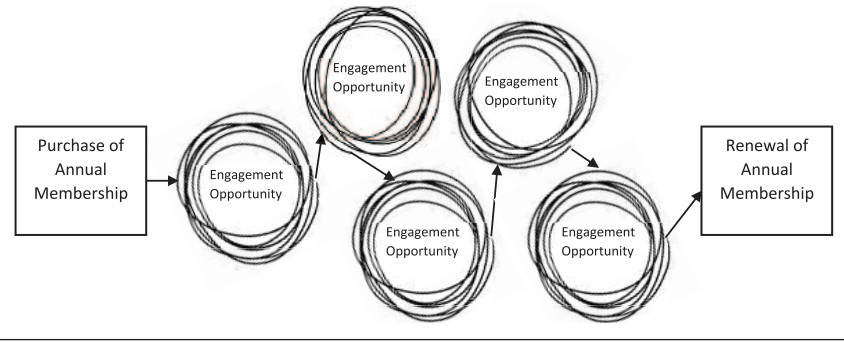 Purchase of
Annual
Membership
Engagement
Opportunity
Engagement
Opportunity
Engagement
Opportunity
Engagement
Opportunity
Engagement
Opportunity
Renewal of
Annual
Membership